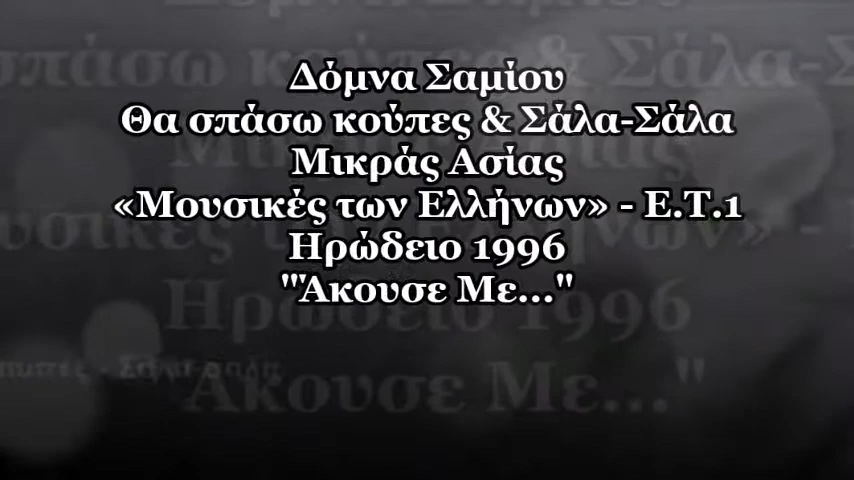 Δόμνα Σαμίου
Θα σπάσω κούπες & Σάλα-Σάλα
Μικράς Ασίας
«Μουσικές των Ελλήνων» - Ε.Τ.1
Ηρώδειο 1996
"Άκουσε Με..."